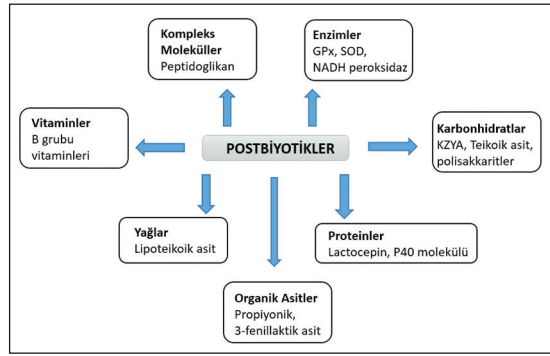 Kompleks
Moleküller
Peptidoglikan
Enzimler
GPx, SOD,
NADH peroksidaz
Vitaminler
B grubu
vitaminleri
POSTBİYOTİKLER
Karbonhidratlar
KZYA, Teikoik asit,
polisakkaritler
Yağlar
Lipoteikoik asit
Proteinler
Lactocepin, P40 molekülü
Organik Asitler
Propiyonik,
3-fenillaktik asit